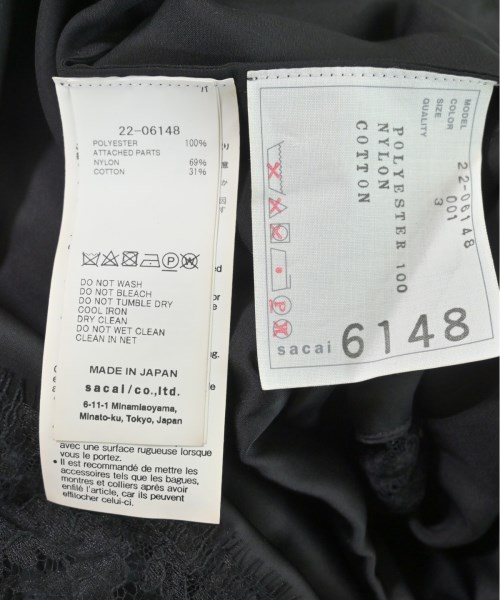 22-06148
POLYESTER 100%
ATTACHED PARTS
NYLON 69%
COTTON 31%
DO NOT WASH
DO NOT BLEACH
DO NOT TUMBLE DRY
COOL IRON
DRY CLEAN
DO NOT WET CLEAN
CLEAN IN NET
MADE IN JAPAN
sacai/co.,ltd.
6-11-1 Minamiaoyama,
Minato-ku, Tokyo, Japan
avec une surface rugueuse lorsque
vous le portez.
• Il est recommandé de mettre les
accessoires tels que les bagues,
montres et colliers après avoir
enfilé l'article, car ils peuvent
effilocher celui-ci.
MODEL 22-06148
COLOR 001
SIZE 3
QUALITY
POLYESTER 100
NYLON
COTTON
sacai 6148